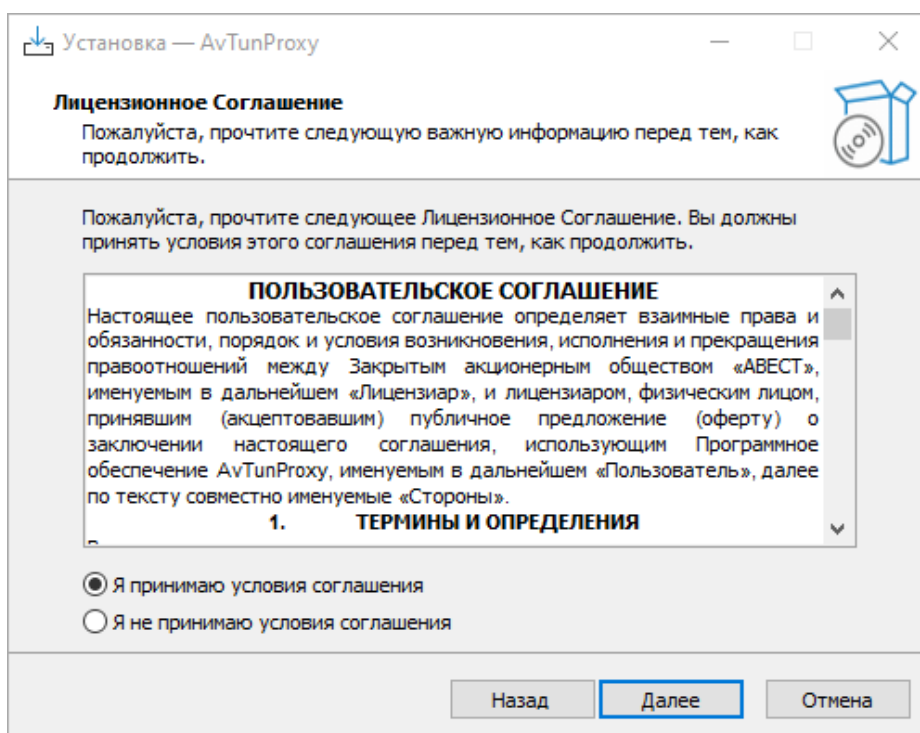 Установка — AvTunProxy
Лицензионное Соглашение
Пожалуйста, прочтите следующую важную информацию перед тем, как
продолжить.
Пожалуйста, прочтите следующее Лицензионное Соглашение. Вы должны
принять условия этого соглашения перед тем, как продолжить.
ПОЛЬЗОВАТЕЛЬСКОЕ СОГЛАШЕНИЕ
Настоящее пользовательское соглашение определяет взаимные права и
обязанности, порядок и условия возникновения, исполнения и прекращения
правоотношений между Закрытым акционерным обществом «АВЕСТ»,
именуемым в дальнейшем «Лицензиар», и лицензиаром, физическим лицом,
принявшим (акцептовавшим) публичное предложение (оферту) о
заключении настоящего соглашения, использующим Программное
обеспечение AvTunProxy, именуемым в дальнейшем «Пользователь», далее
по тексту совместно именуемые «Стороны».
1. ТЕРМИНЫ И ОПРЕДЕЛЕНИЯ
Я принимаю условия соглашения
Я не принимаю условия соглашения
Назад Далее Отмена